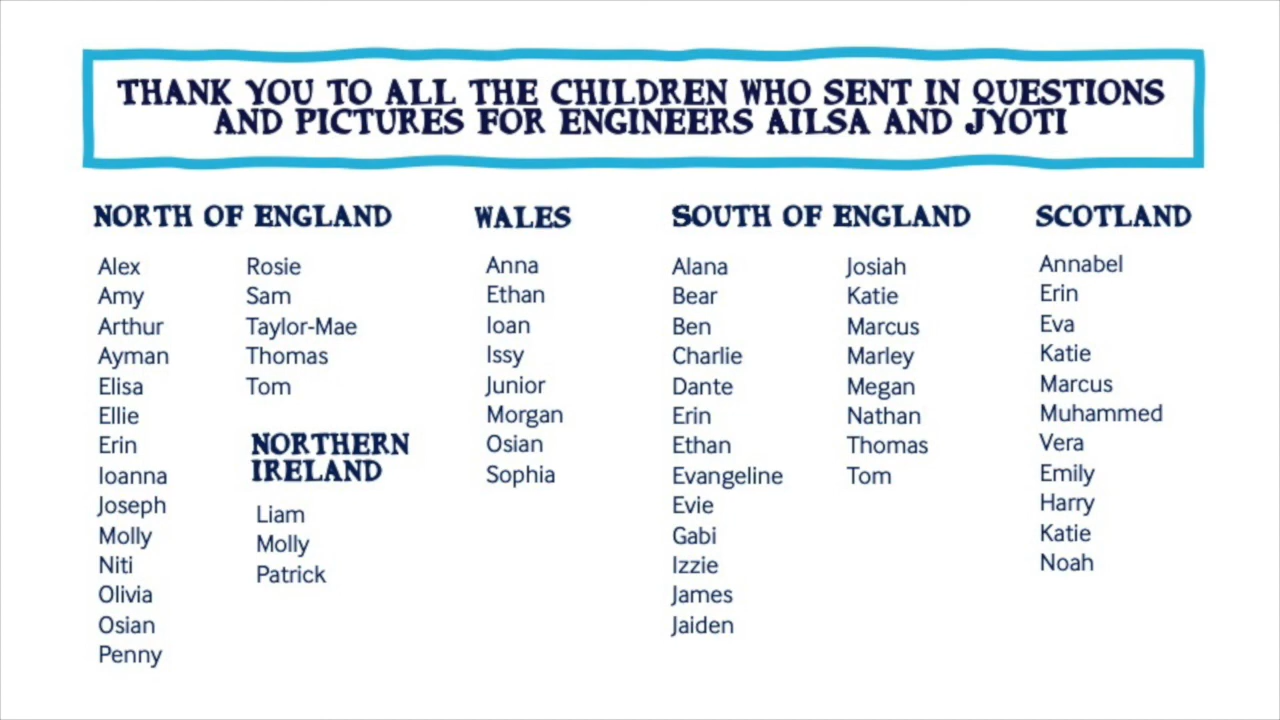 THANK YOU TO ALL THE CHILDREN WHO SENT IN QUESTIONS
AND PICTURES FOR ENGINEERS AILSA AND JYOTI
NORTH OF ENGLAND
Alex
Amy
Arthur
Ayman
Elisa
Ellie
Erin
Ioanna
Joseph
Molly
Niti
Olivia
Osian
Penny
Rosie
Sam
Taylor-Mae
Thomas
Tom
NORTHERN
IRELAND
Liam
Molly
Patrick
WALES
Anna
Ethan
Ioan
Issy
Junior
Morgan
Osian
Sophia
SOUTH OF ENGLAND
Alana
Bear
Ben
Charlie
Dante
Erin
Ethan
Evangeline
Evie
Gabi
Izzie
James
Jaiden
Josiah
Katie
Marcus
Marley
Megan
Nathan
Thomas
Tom
SCOTLAND
Annabel
Erin
Eva
Katie
Marcus
Muhammed
Vera
Emily
Harry
Katie
Noah